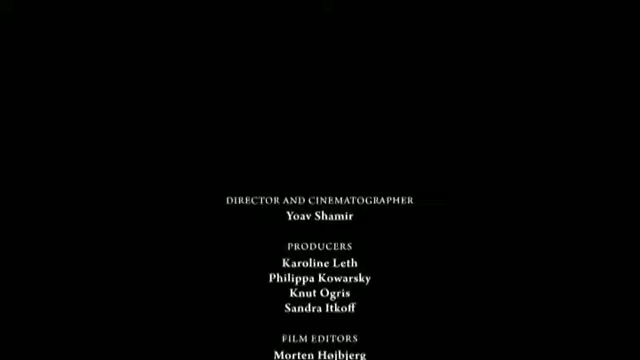 DIRECTOR AND CINEMATOGRAPHER
Yoav Shamir
PRODUCERS
Karoline Leth
Philippa Kowarsky
Knut Ogris
Sandra Itkoff
FILM EDITORS
Morten Højbjerg